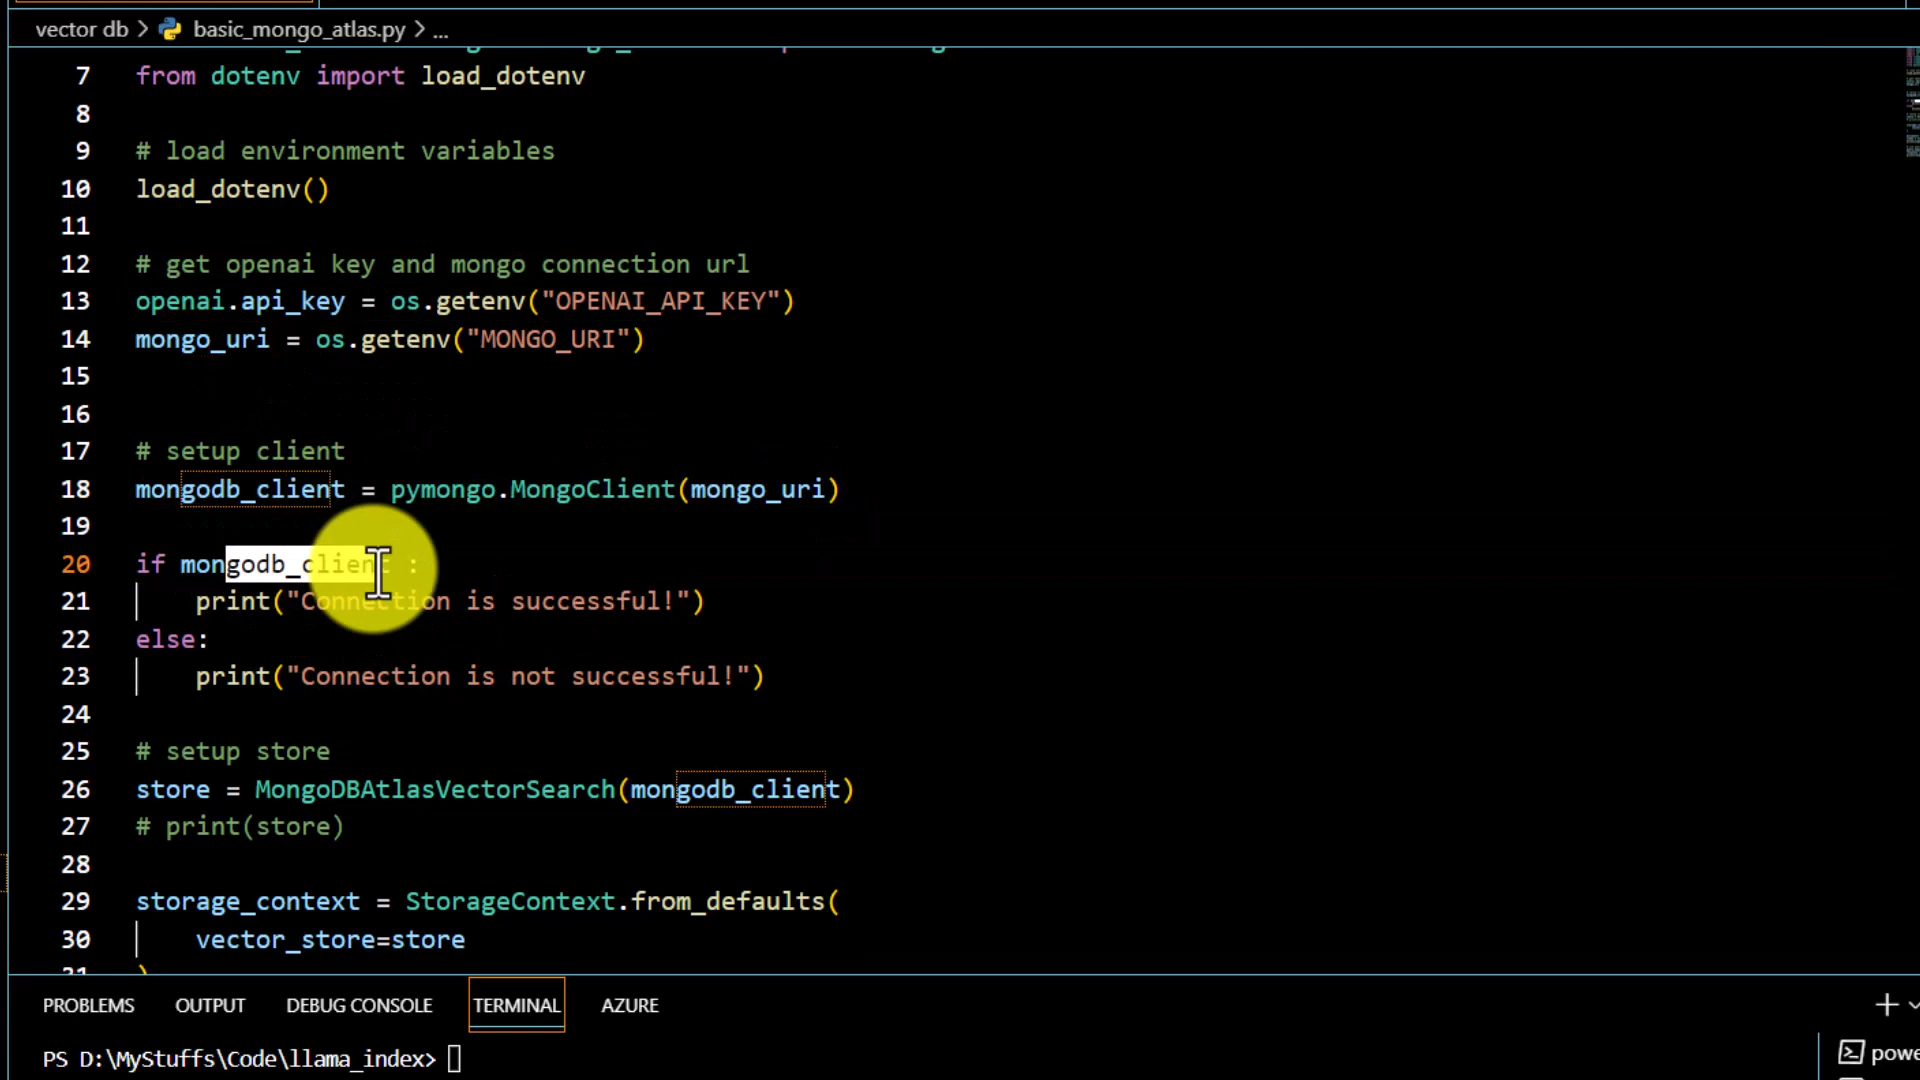 vector db > basic_mongo_atlas.py > ...
7 from dotenv import load_dotenv
8
9 # load environment variables
10 load_dotenv()
11
12 # get openai key and mongo connection url
13 openai.api_key = os.getenv("OPENAI_API_KEY")
14 mongo_uri = os.getenv("MONGO_URI")
15
16
17 # setup client
18 mongodb_client = pymongo.MongoClient(mongo_uri)
19
20 if mongodb_client :
21 print("Connection is successful!")
22 else:
23 print("Connection is not successful!")
24
25 # setup store
26 store = MongoDBAtlasVectorSearch(mongodb_client)
27 # print(store)
28
29 storage_context = StorageContext.from_defaults(
30 vector_store=store
31 )
PROBLEMS OUTPUT DEBUG CONSOLE TERMINAL AZURE
PS D:\MyStuffs\Code\llama_index>
powe